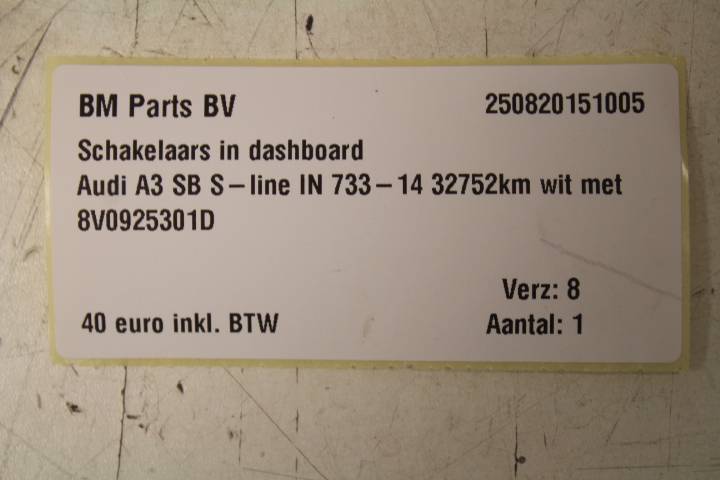 BM Parts BV 250820151005
Schakelaars in dashboard
Audi A3 SB S-line IN 733-14 32752km wit met
8V0925301D
Verz: 8
40 euro inkl. BTW Aantal: 1